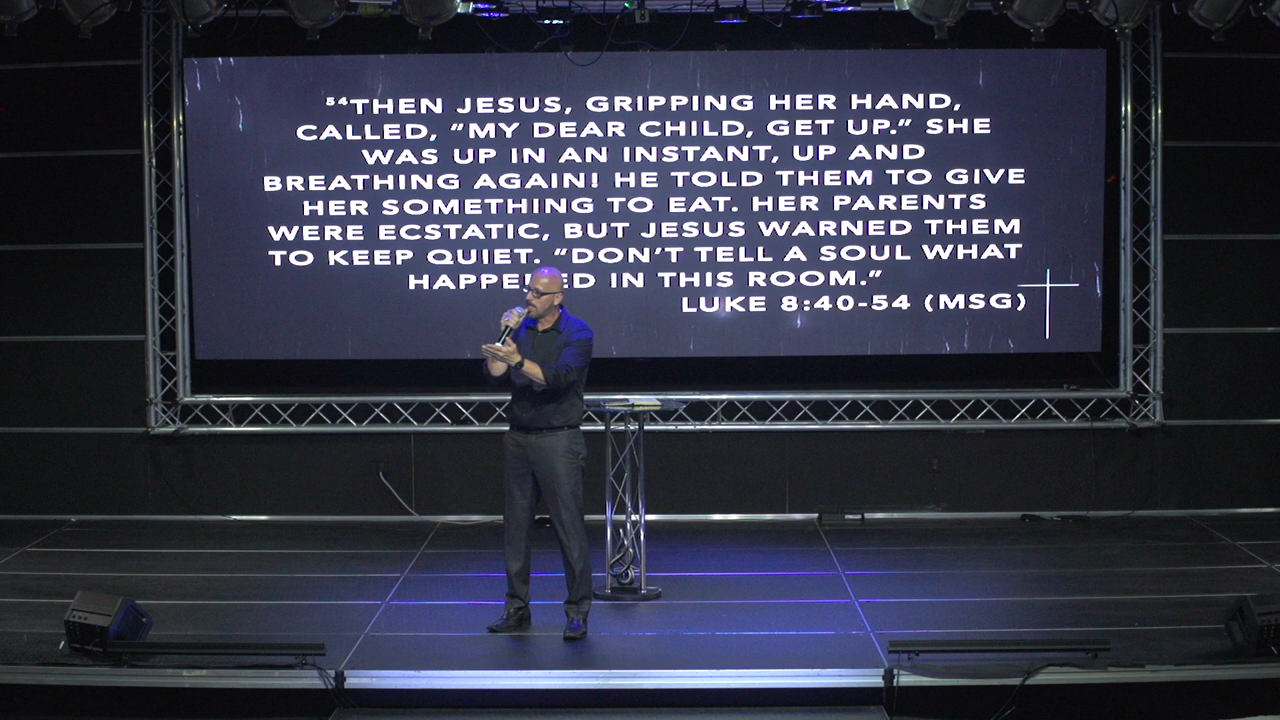 ⁵⁴THEN JESUS, GRIPPING HER HAND,
CALLED, “MY DEAR CHILD, GET UP.” SHE
WAS UP IN AN INSTANT, UP AND
BREATHING AGAIN! HE TOLD THEM TO GIVE
HER SOMETHING TO EAT. HER PARENTS
WERE ECSTATIC, BUT JESUS WARNED THEM
TO KEEP QUIET. “DON’T TELL A SOUL WHAT
HAPPENED IN THIS ROOM.”
LUKE 8:40-54 (MSG)